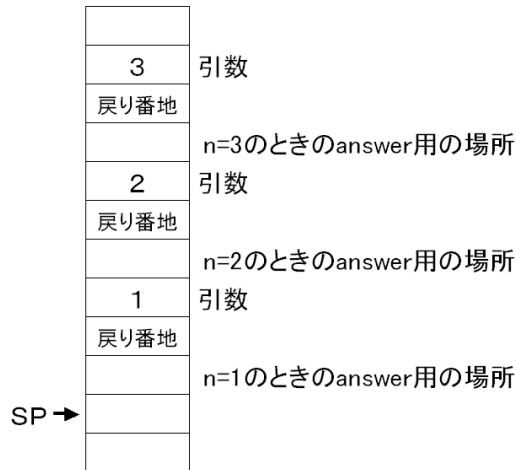 3 引数
戻り番地
n=3のときのanswer用の場所
2 引数
戻り番地
n=2のときのanswer用の場所
1 引数
戻り番地
n=1のときのanswer用の場所
SP→